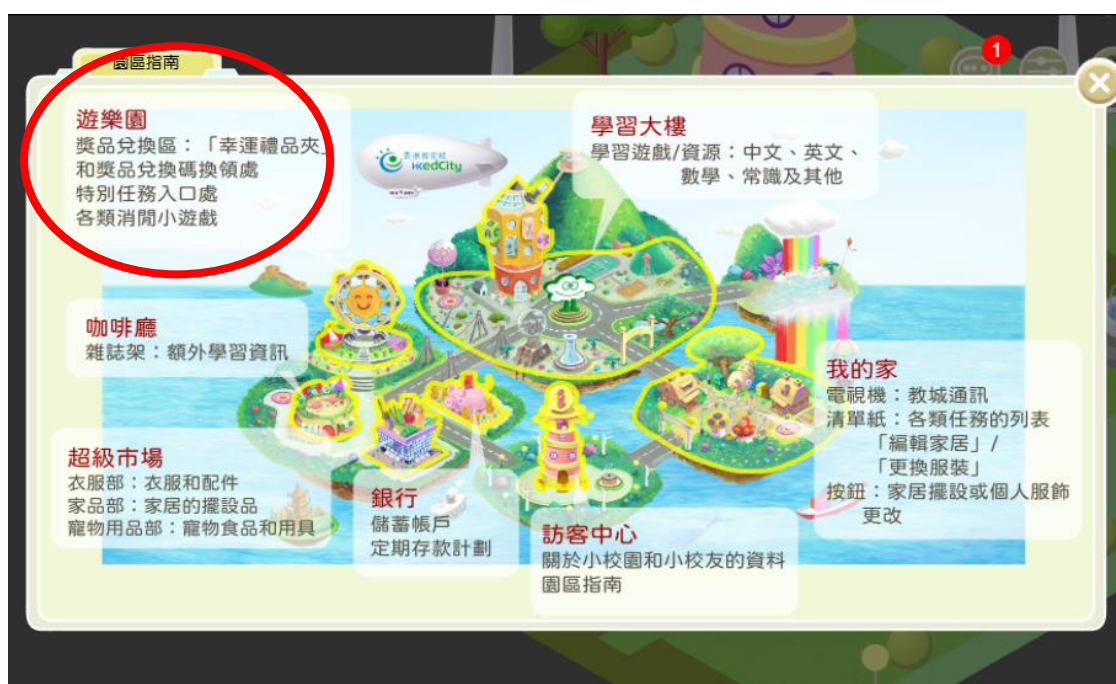 園區指南
1
遊樂園
獎品兌換區：「幸運禮品夾」
和獎品兌換碼換領處
特別任務入口處
各類消閒小遊戲
香港教育城
HKedCity
學習大樓
學習遊戲/資源：中文、英文、
數學、常識及其他
咖啡廳
雜誌架：額外學習資訊
我的家
電視機：教城通訊
清單紙：各類任務的列表
「編輯家居」/
「更換服裝」
按鈕：家居擺設或個人服飾
更改
超級市場
衣服部：衣服和配件
家品部：家居的擺設品
寵物用品部：寵物食品和用具
銀行
儲蓄帳戶
定期存款計劃
訪客中心
關於小校園和小校友的資料
園區指南